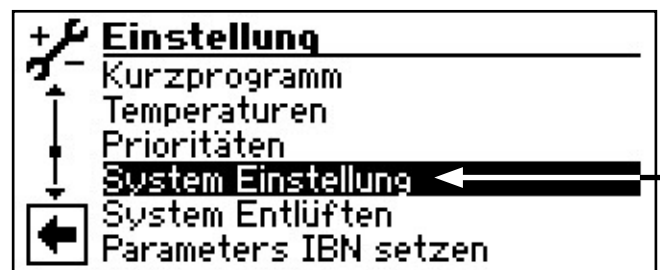 Einstellung
Kurzprogramm
Temperaturen
Prioritäten
System Einstellung
System Entlüften
Parameters IBN setzen